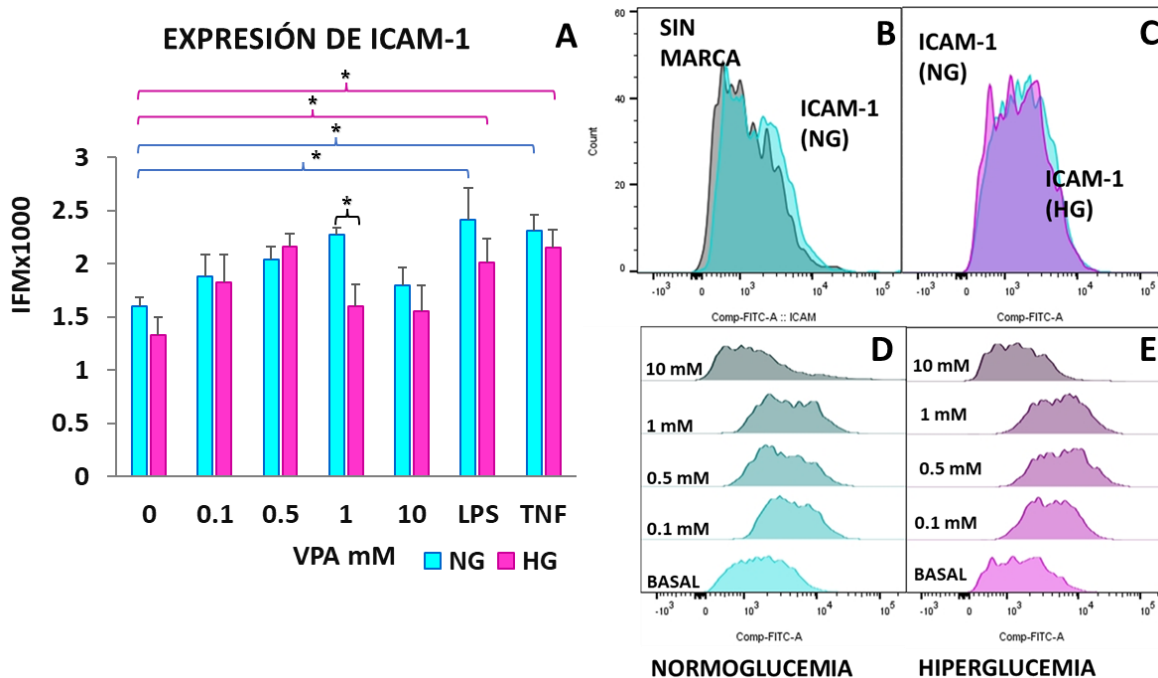 EXPRESIÓN DE ICAM-1
A
*
*
*
*
*
IFMx1000
3
2.5
2
1.5
1
0.5
0
0 0.1 0.5 1 10 LPS TNF
VPA mM
NG HG
B
SIN
MARCA
ICAM-1
(NG)
Count
60
40
20
0
-10³ 0 10³ 10⁴ 10⁵
Comp-FITC-A :: ICAM
C
ICAM-1
(NG)
ICAM-1
(HG)
-10³ 0 10³ 10⁴ 10⁵
Comp-FITC-A
D
10 mM
1 mM
0.5 mM
0.1 mM
BASAL
-10³ 0 10³ 10⁴ 10⁵
Comp-FITC-A
NORMOGLUCEMIA
E
10 mM
1 mM
0.5 mM
0.1 mM
BASAL
-10³ 0 10³ 10⁴ 10⁵
Comp-FITC-A
HIPERGLUCEMIA